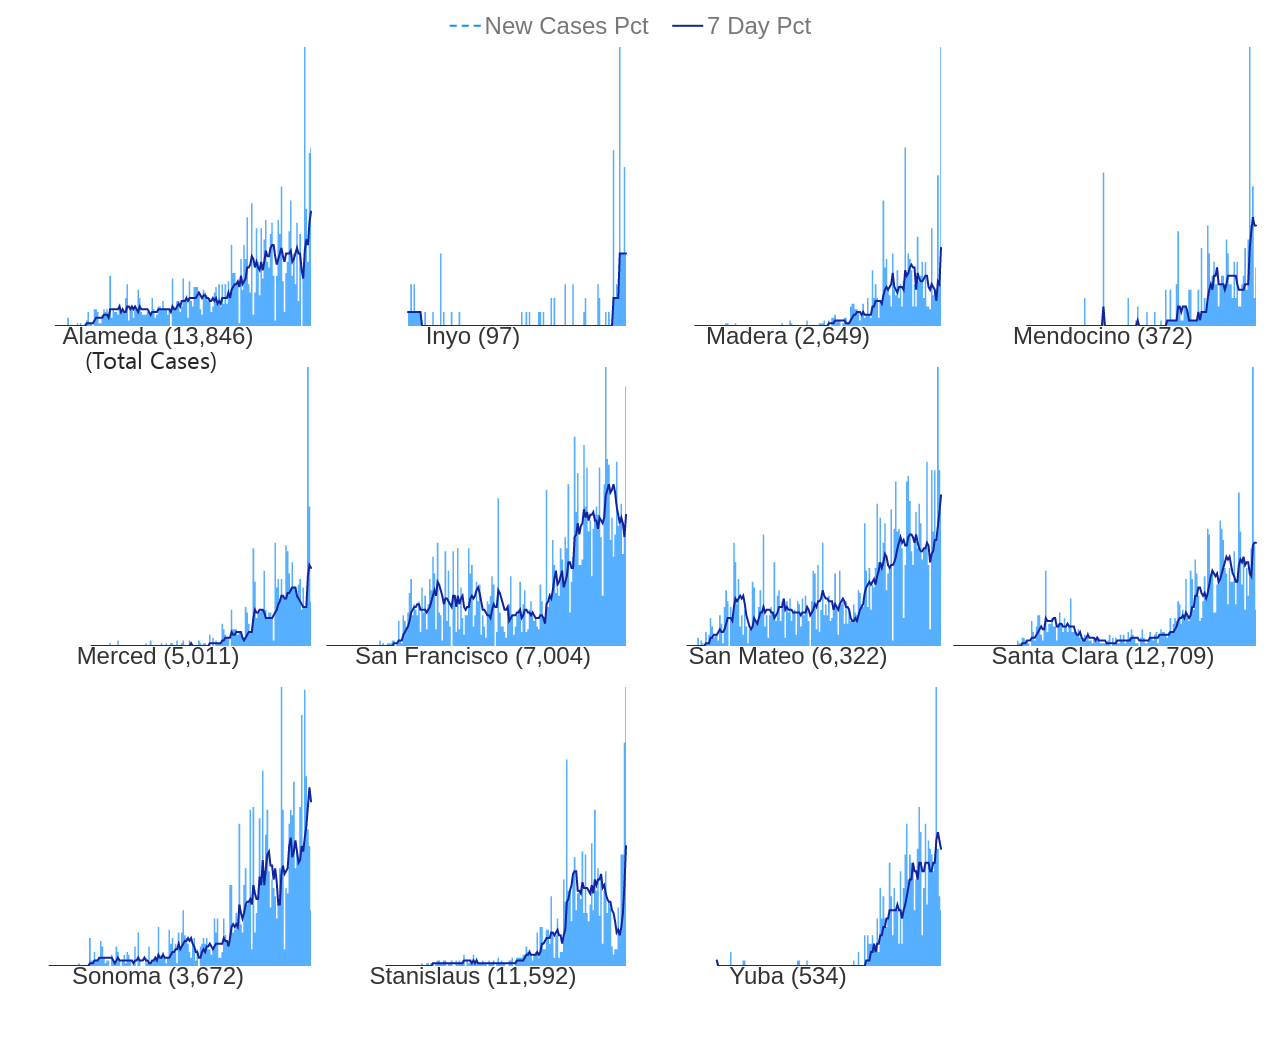 New Cases Pct 7 Day Pct
Alameda (13,846) Inyo (97) Madera (2,649) Mendocino (372)
(Total Cases)
Merced (5,011) San Francisco (7,004) San Mateo (6,322) Santa Clara (12,709)
Sonoma (3,672) Stanislaus (11,592) Yuba (534)